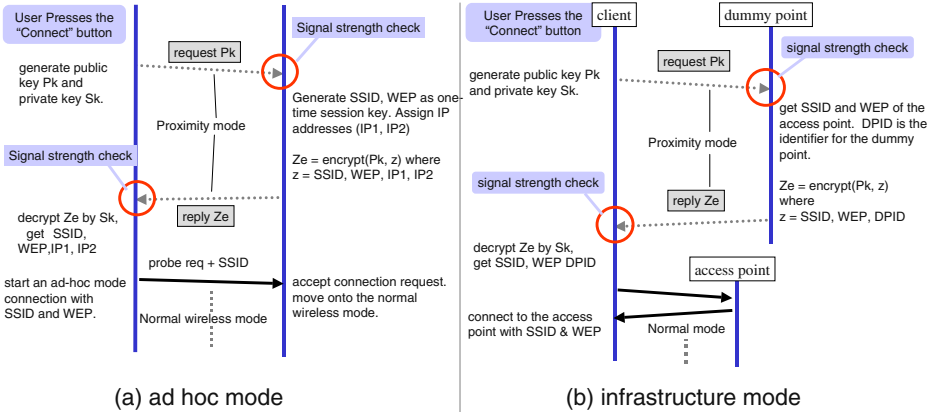 User Presses the
"Connect" button
request Pk
Signal strength check
generate public
key Pk and
private key Sk.
Generate SSID, WEP as one-
time session key. Assign IP
addresses (IP1, IP2)
Proximity mode
Ze = encrypt(Pk, z) where
z = SSID, WEP, IP1, IP2
Signal strength check
reply Ze
decrypt Ze by Sk,
get SSID,
WEP,IP1, IP2
probe req + SSID
start an ad-hoc mode
connection with
SSID and WEP.
accept connection request.
move onto the normal
wireless mode.
Normal wireless mode
(a) ad hoc mode
User Presses the
"Connect" button
client
dummy point
request Pk
signal strength check
generate public key Pk
and private key Sk.
get SSID and WEP of the
access point. DPID is the
identifier for the dummy
point.
Proximity mode
Ze = encrypt(Pk, z)
where
z = SSID, WEP, DPID
signal strength check
reply Ze
decrypt Ze by Sk,
get SSID, WEP DPID
access point
connect to the access
point with SSID & WEP
Normal mode
(b) infrastructure mode